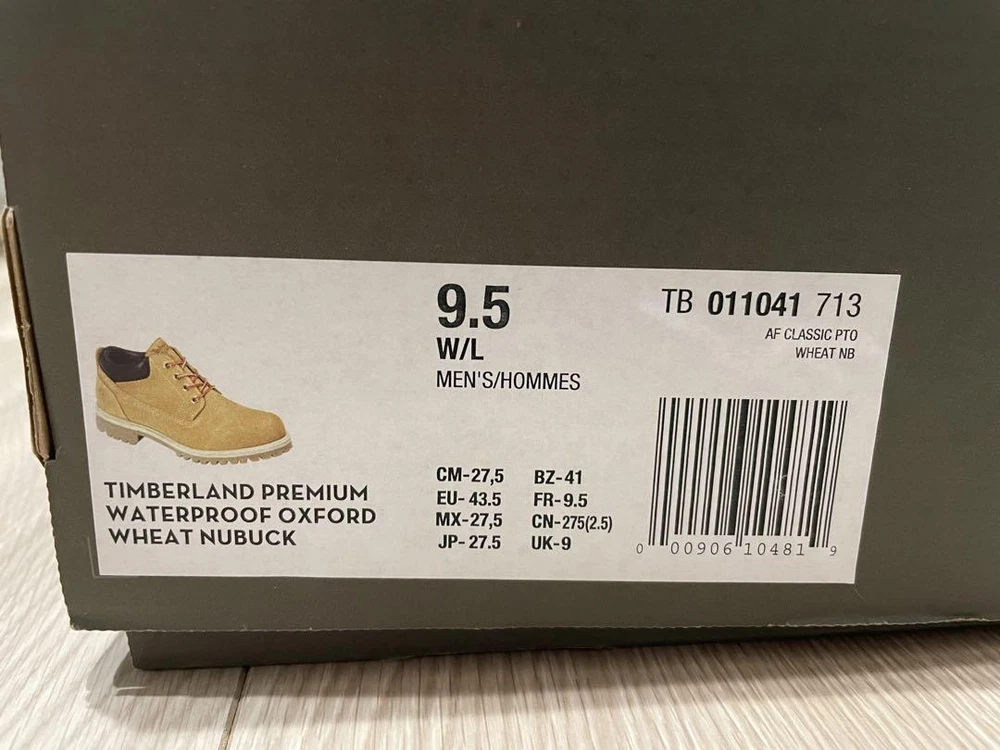 9.5
W/L
MEN'S/HOMMES
TB 011041 713
AF CLASSIC PTO
WHEAT NB
TIMBERLAND PREMIUM
WATERPROOF OXFORD
WHEAT NUBUCK
CM-27,5 BZ-41
EU- 43.5 FR-9.5
MX-27,5 CN-275(2.5)
JP- 27.5 UK-9
0 00906 10481 9